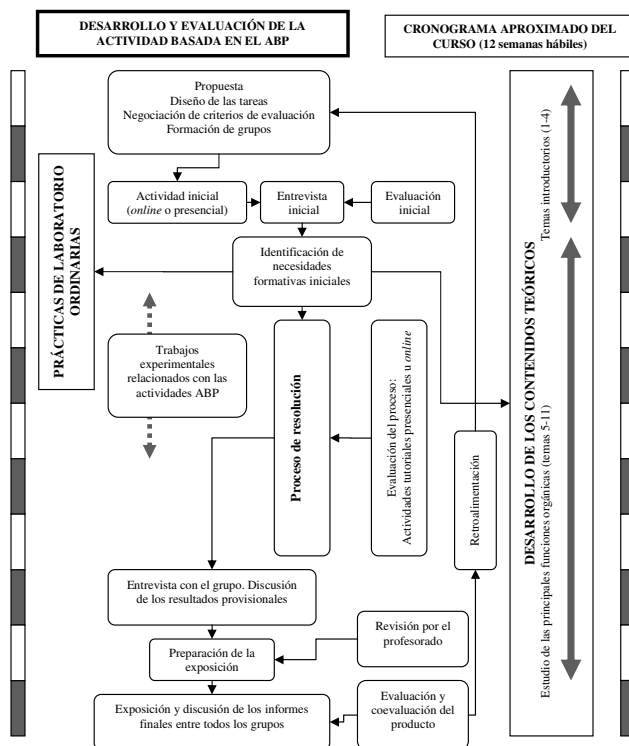 DESARROLLO Y EVALUACIÓN DE LA
ACTIVIDAD BASADA EN EL ABP
CRONOGRAMA APROXIMADO DEL
CURSO (12 semanas hábiles)
Propuesta
Diseño de las tareas
Negociación de criterios de evaluación
Formación de grupos
Actividad inicial
(online o presencial)
Entrevista
inicial
Evaluación
inicial
Identificación de
necesidades
formativas iniciales
PRÁCTICAS DE LABORATORIO
ORDINARIAS
Trabajos
experimentales
relacionados con las
actividades ABP
Proceso de resolución
Evaluación del proceso:
Actividades tutoriales presenciales u online
Retroalimentación
DESARROLLO DE LOS CONTENIDOS TEÓRICOS
Temas introductorios (1-4)
Estudio de las principales funciones orgánicas (temas 5-11)
Entrevista con el grupo. Discusión
de los resultados provisionales
Preparación de la
exposición
Revisión por el
profesorado
Exposición y discusión de los informes
finales entre todos los grupos
Evaluación y
coevaluación del
producto